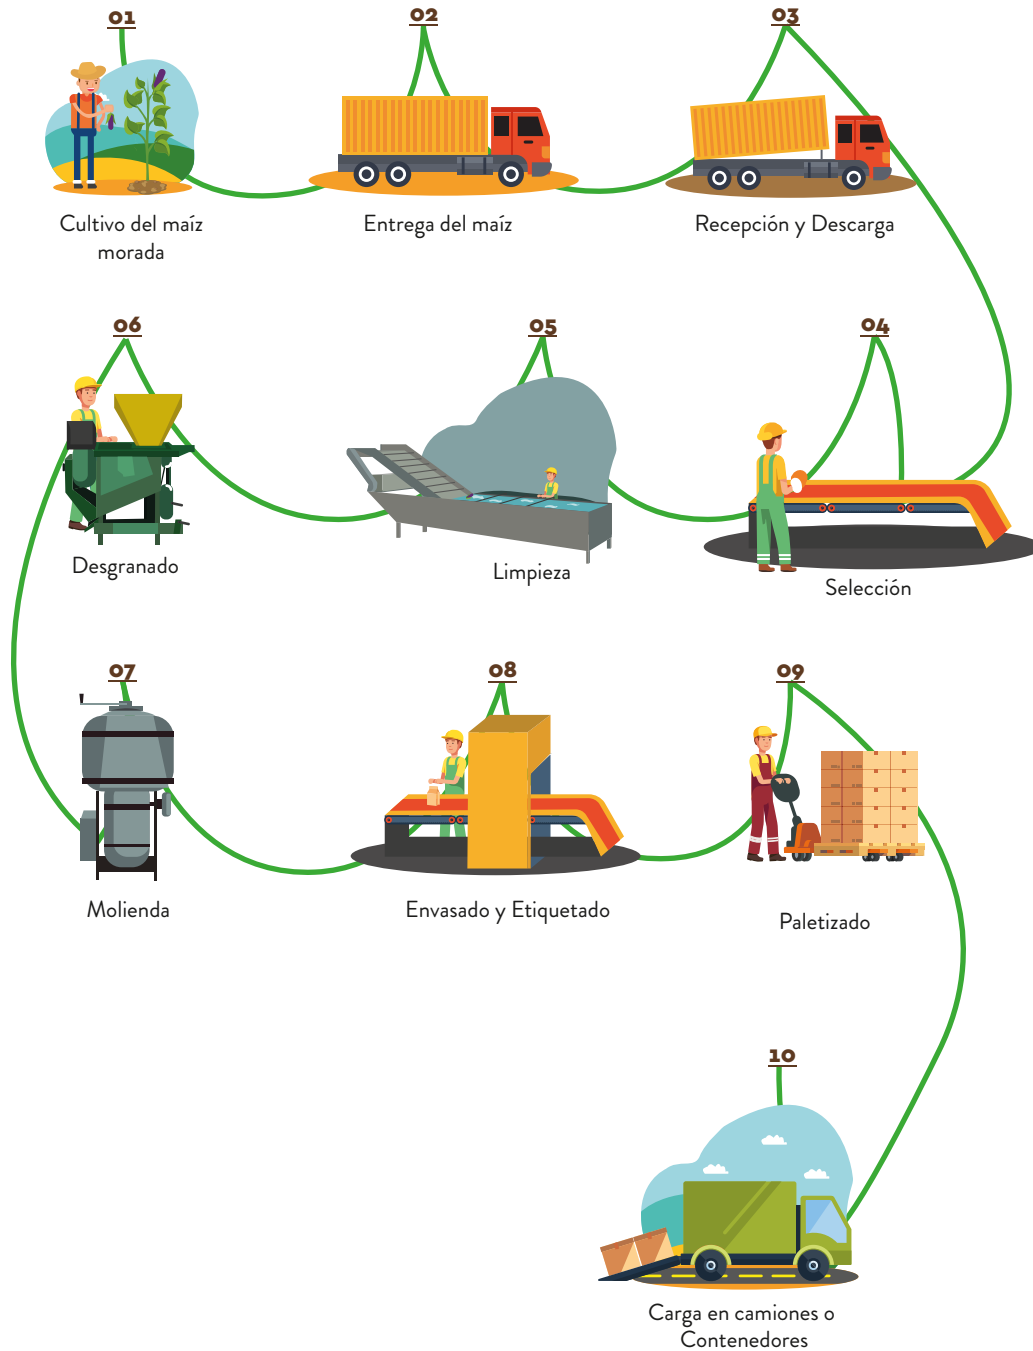 01
Cultivo del maíz
morada
02
Entrega del maíz
03
Recepción y Descarga
04
Selección
05
Limpieza
06
Desgranado
07
Molienda
08
Envasado y Etiquetado
09
Paletizado
10
Carga en camiones o
Contenedores